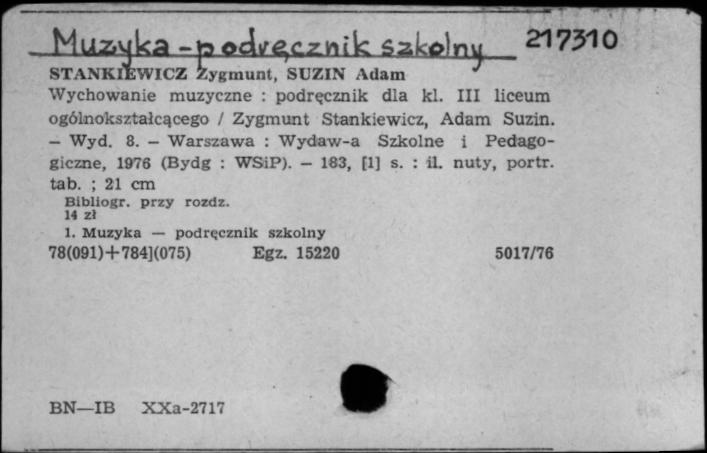 Muzyka - podręcznik szkolny 217310
STANKIEWICZ Zygmunt, SUZIN Adam
Wychowanie muzyczne : podręcznik dla kl. III liceum
ogólnokształcącego / Zygmunt Stankiewicz, Adam Suzin.
— Wyd. 8. — Warszawa : Wydaw-a Szkolne i Pedago-
giczne, 1976 (Bydg : WSiP). — 183, [1] s. : il. nuty, portr.
tab. ; 21 cm
Bibliogr. przy rozdz.
14 zł
1. Muzyka — podręcznik szkolny
78(091)+784](075) Egz. 15220 5017/76
BN—IB XXa-2717